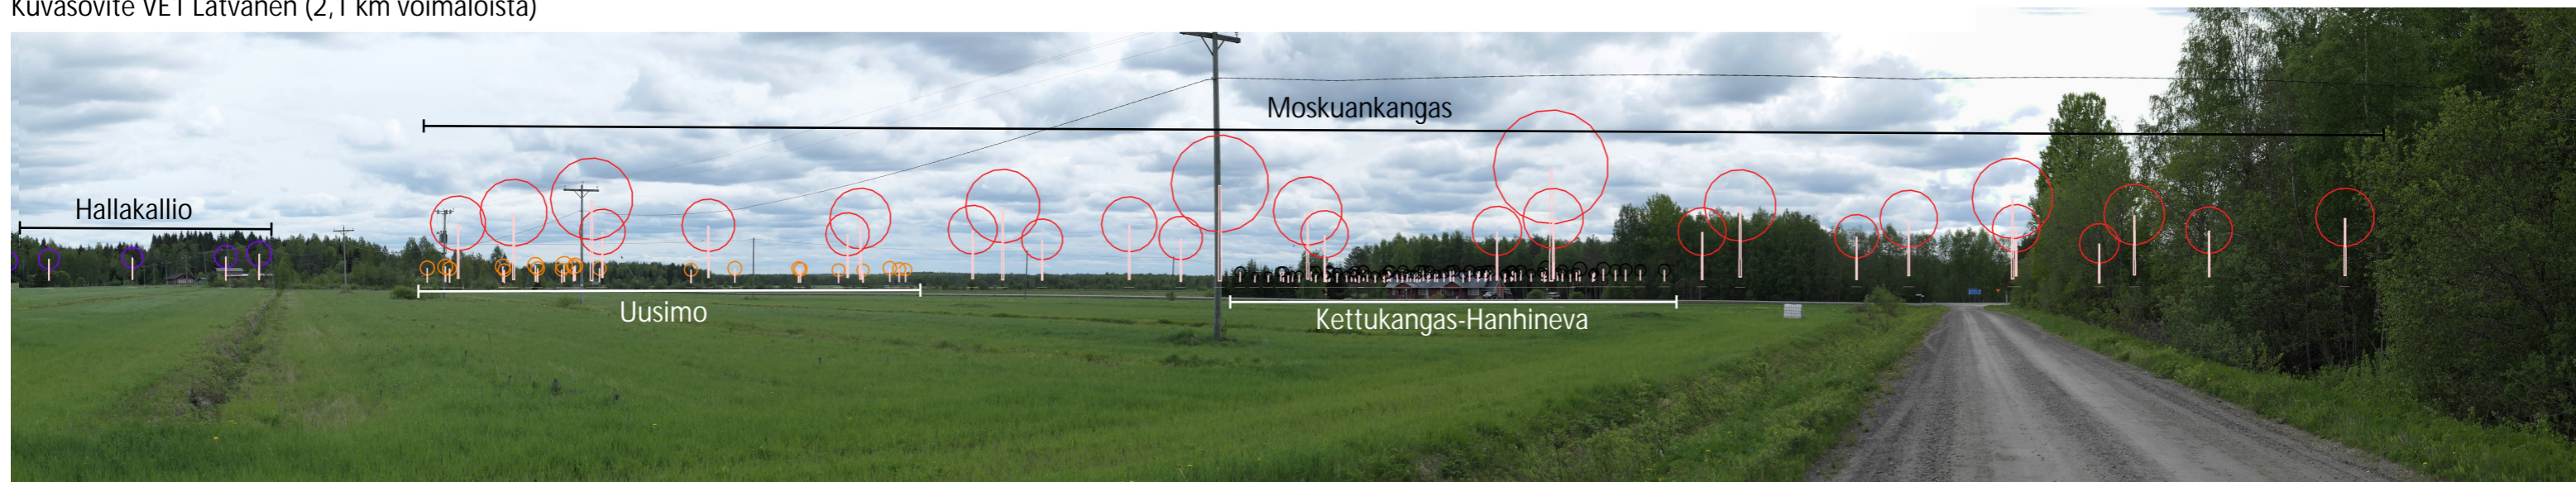 Kuvasovite VE1 Latvanen (2,1 km voimaloista)
Moskuankangas
Hallakallio
Uusimo
Kettukangas-Hanhineva